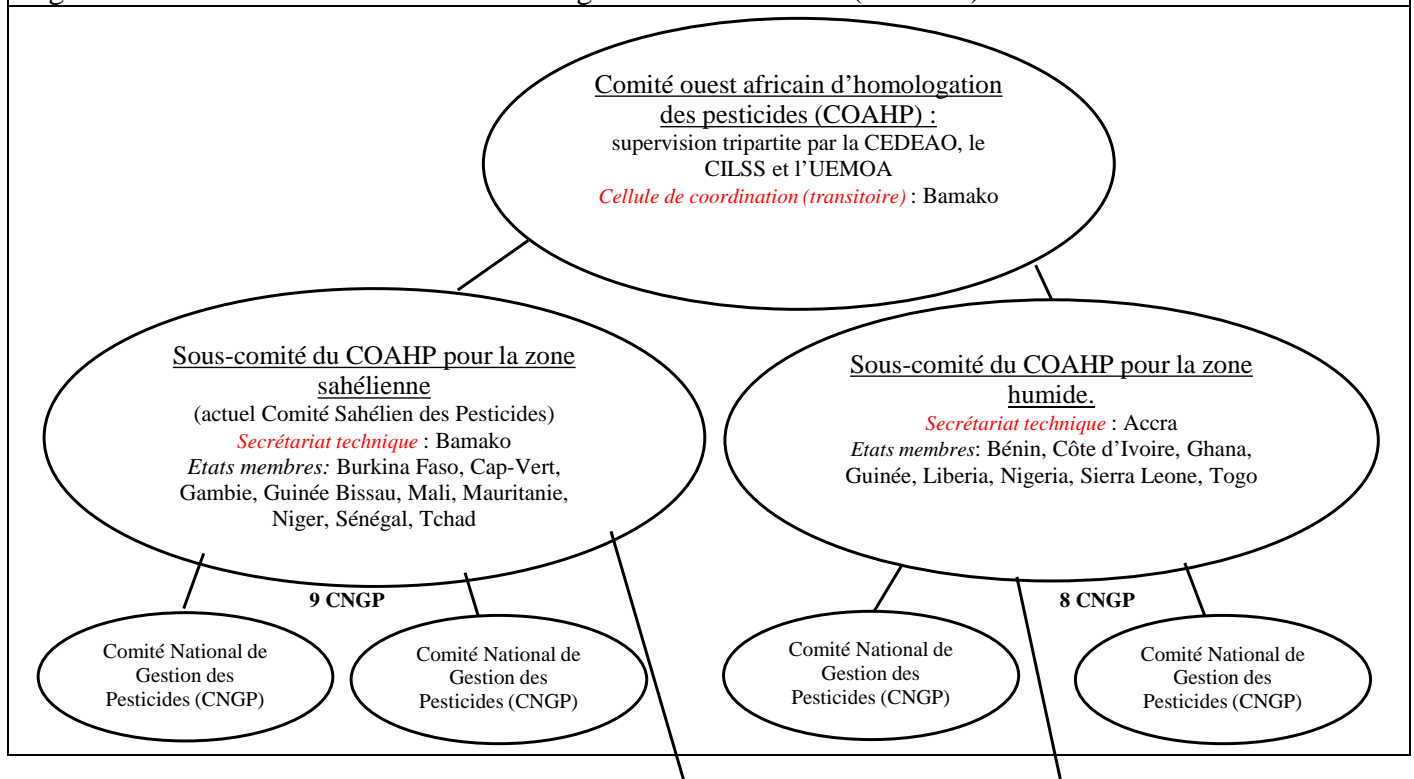 Comité ouest africain d'homologation
des pesticides (COAHP) :
supervision tripartite par la CEDEAO, le
CILSS et l'UEMOA
Cellule de coordination (transitoire) : Bamako
Sous-comité du COAHP pour la zone
sahélienne
(actuel Comité Sahélien des Pesticides)
Secrétariat technique : Bamako
Etats membres: Burkina Faso, Cap-Vert,
Gambie, Guinée Bissau, Mali, Mauritanie,
Niger, Sénégal, Tchad
Sous-comité du COAHP pour la zone
humide.
Secrétariat technique : Accra
Etats membres: Bénin, Côte d'Ivoire, Ghana,
Guinée, Liberia, Nigeria, Sierra Leone, Togo
9 CNGP
8 CNGP
Comité National de
Gestion des
Pesticides (CNGP)
Comité National de
Gestion des
Pesticides (CNGP)
Comité National de
Gestion des
Pesticides (CNGP)
Comité National de
Gestion des
Pesticides (CNGP)